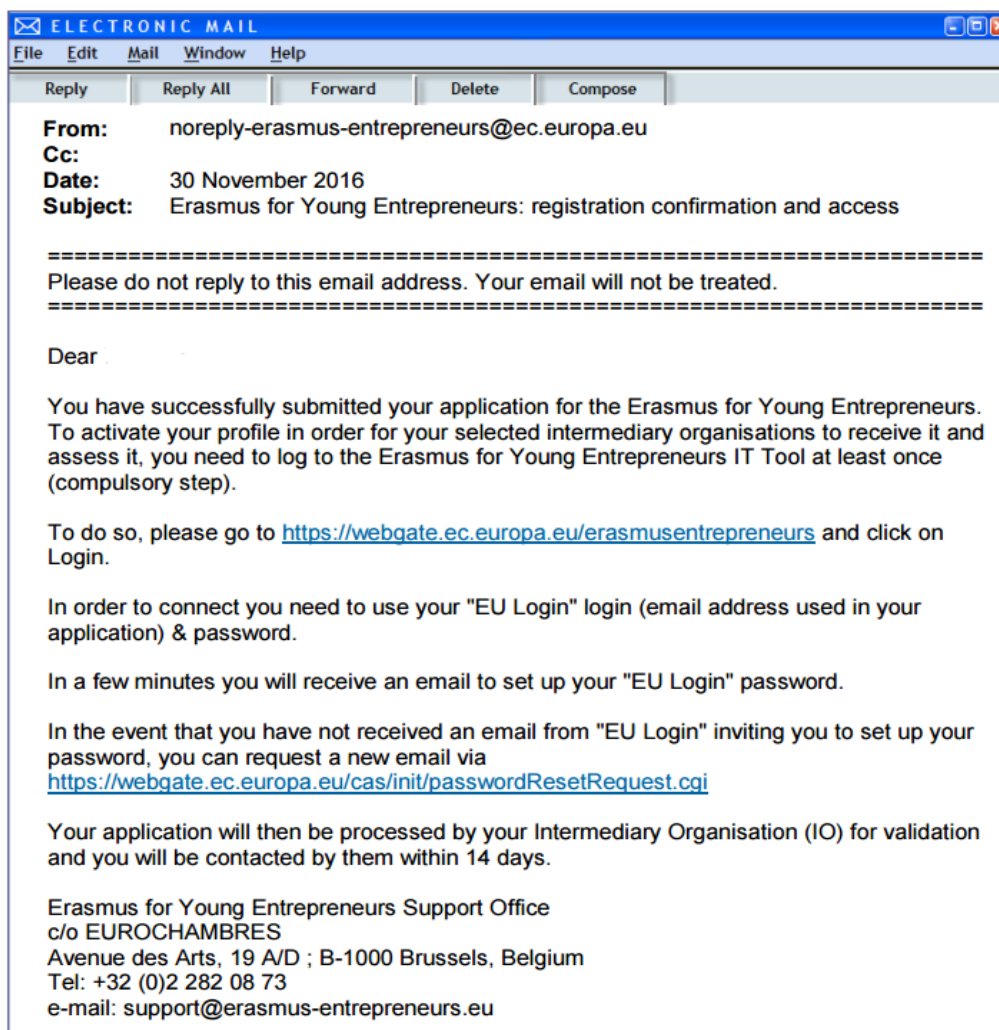 ELECTRONIC MAIL
File Edit Mail Window Help
Reply Reply All Forward Delete Compose
From: noreply-erasmus-entrepreneurs@ec.europa.eu
Cc:
Date: 30 November 2016
Subject: Erasmus for Young Entrepreneurs: registration confirmation and access
=====================================================================
Please do not reply to this email address. Your email will not be treated.
=====================================================================
Dear
You have successfully submitted your application for the Erasmus for Young Entrepreneurs.
To activate your profile in order for your selected intermediary organisations to receive it and
assess it, you need to log to the Erasmus for Young Entrepreneurs IT Tool at least once
(compulsory step).
To do so, please go to https://webgate.ec.europa.eu/erasmusentrepreneurs and click on
Login.
In order to connect you need to use your "EU Login" login (email address used in your
application) & password.
In a few minutes you will receive an email to set up your "EU Login" password.
In the event that you have not received an email from "EU Login" inviting you to set up your
password, you can request a new email via
https://webgate.ec.europa.eu/cas/init/passwordResetRequest.cgi
Your application will then be processed by your Intermediary Organisation (IO) for validation
and you will be contacted by them within 14 days.
Erasmus for Young Entrepreneurs Support Office
c/o EUROCHAMBRES
Avenue des Arts, 19 A/D ; B-1000 Brussels, Belgium
Tel: +32 (0)2 282 08 73
e-mail: support@erasmus-entrepreneurs.eu